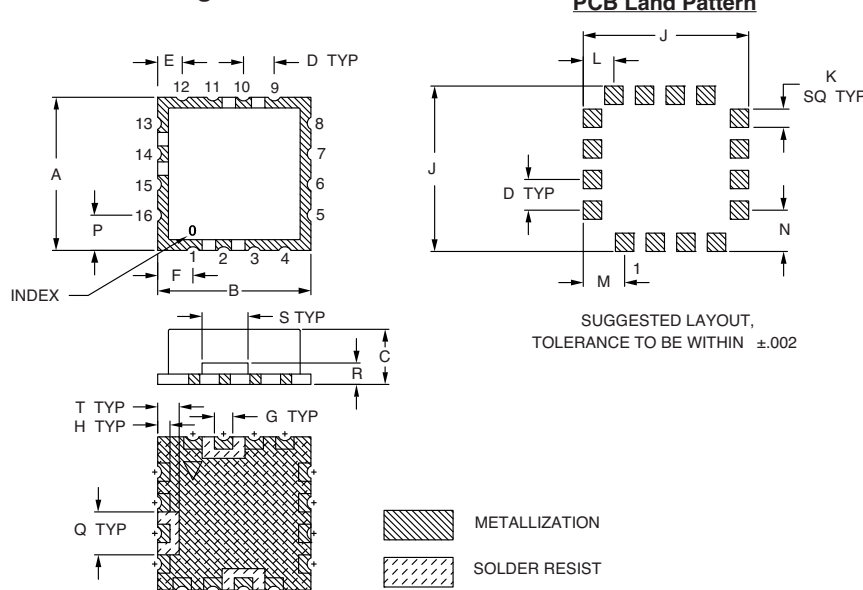 PCB Land Pattern
E
D TYP
12 11 10 9
13
14
15
16
8
7
6
5
A
P
0
1 2 3 4
F
B
INDEX
S TYP
C
R
T TYP
H TYP
G TYP
Q TYP
J
L
K
SQ TYP
J
D TYP
N
M
1
SUGGESTED LAYOUT,
TOLERANCE TO BE WITHIN ±.002
METALLIZATION
SOLDER RESIST